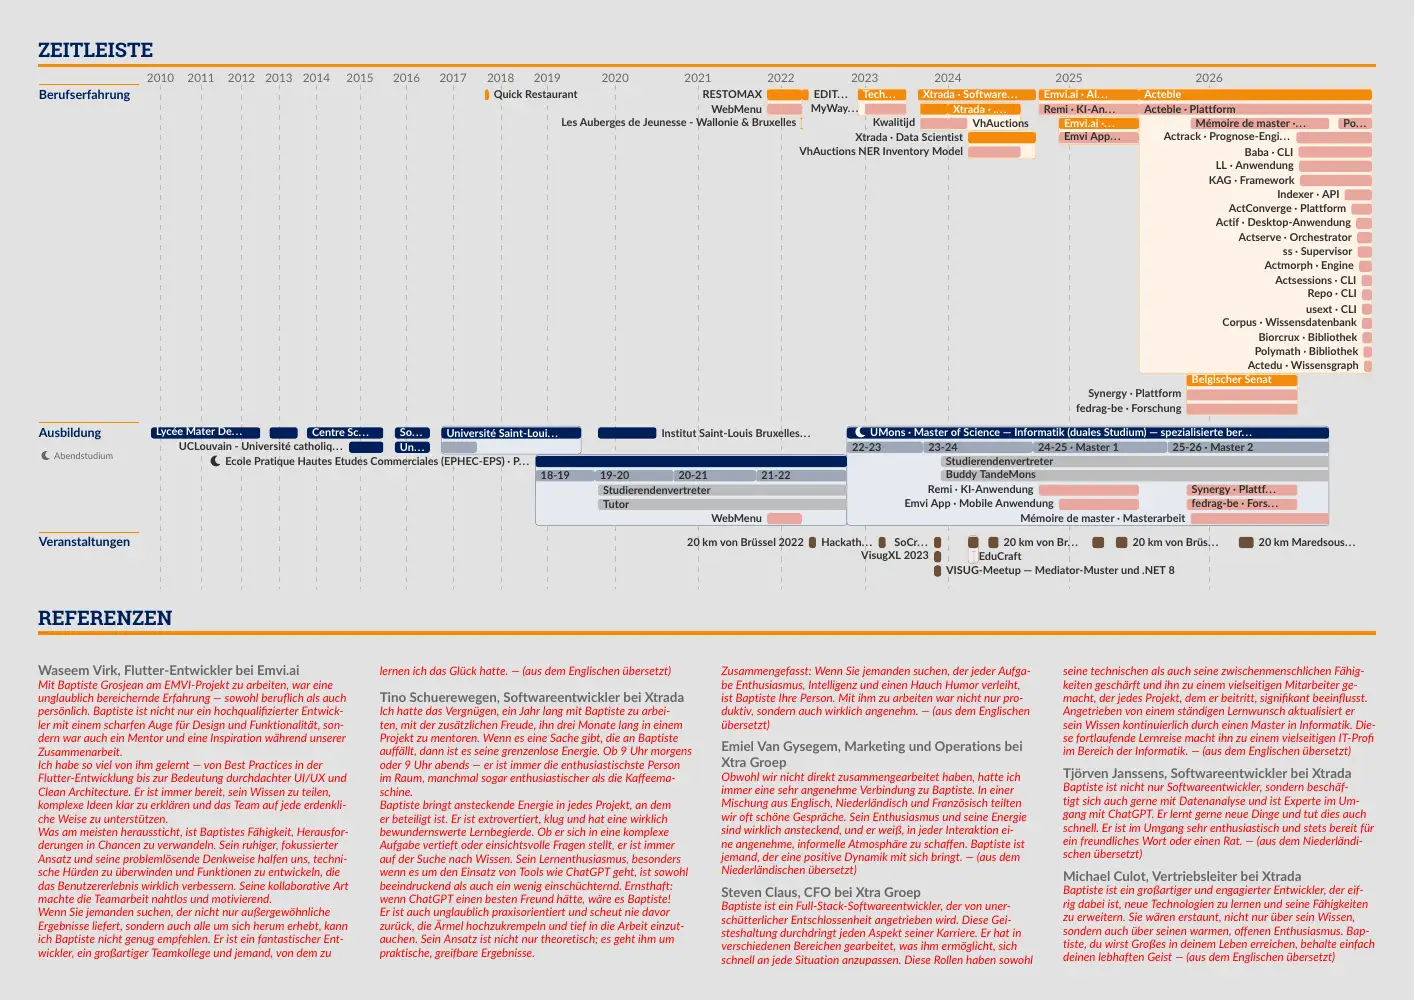 ZEITLEISTE
2010 2011 2012 2013 2014 2015 2016 2017 2018 2019 2020 2021 2022 2023 2024 2025 2026
Berufserfahrung
Quick Restaurant
RESTOMAX
EDIT…
Tech…
Xtrada · Software…
Emvi.ai · AI…
Acteble
WebMenu
MyWay…
Xtrada · …
Remi · KI-An…
Acteble · Plattform
Les Auberges de Jeunesse - Wallonie & Bruxelles
Kwalitijd
VhAuctions
Emvi.ai ·…
Mémoire de master ·…
Po…
Xtrada · Data Scientist
Emvi App…
Actrack · Prognose-Engi…
VhAuctions NER Inventory Model
Baba · CLI
LL · Anwendung
KAG · Framework
Indexer · API
ActConverge · Plattform
Actif · Desktop-Anwendung
Actserve · Orchestrator
ss · Supervisor
Actmorph · Engine
Actsessions · CLI
Repo · CLI
usext · CLI
Corpus · Wissensdatenbank
Biorcrux · Bibliothek
Polymath · Bibliothek
Actedu · Wissensgraph
Belgischer Senat
Synergy · Plattform
fedrag-be · Forschung
Ausbildung
Lycée Mater De…
Centre Sc…
So…
Université Saint-Loui…
Institut Saint-Louis Bruxelles…
UMons · Master of Science — Informatik (duales Studium) — spezialisierte ber…
UCLouvain - Université catholiq…
Un…
22-23
23-24
24-25 · Master 1
25-26 · Master 2
Abendstudium
Ecole Pratique Hautes Etudes Commerciales (EPHEC-EPS) · P…
Studierendenvertreter
18-19
19-20
20-21
21-22
Buddy TandeMons
Studierendenvertreter
Remi · KI-Anwendung
Synergy · Plattf…
Tutor
Emvi App · Mobile Anwendung
fedrag-be · Fors…
WebMenu
Mémoire de master · Masterarbeit
Veranstaltungen
20 km von Brüssel 2022
Hackath…
SoCr…
20 km von Br…
20 km von Brüs…
20 km Maredsous…
VisugXL 2023
EduCraft
VISUG-Meetup — Mediator-Muster und .NET 8
REFERENZEN
Waseem Virk, Flutter-Entwickler bei Emvi.ai
Mit Baptiste Grosjean am EMVI-Projekt zu arbeiten, war eine
unglaublich bereichernde Erfahrung — sowohl beruflich als auch
persönlich. Baptiste ist nicht nur ein hochqualifizierter Entwick-
ler mit einem scharfen Auge für Design und Funktionalität, son-
dern war auch ein Mentor und eine Inspiration während unserer
Zusammenarbeit.
Ich habe so viel von ihm gelernt — von Best Practices in der
Flutter-Entwicklung bis zur Bedeutung durchdachter UI/UX und
Clean Architecture. Er ist immer bereit, sein Wissen zu teilen,
komplexe Ideen klar zu erklären und das Team auf jede erdenkli-
che Weise zu unterstützen.
Was am meisten heraussticht, ist Baptistes Fähigkeit, Herausfor-
derungen in Chancen zu verwandeln. Sein ruhiger, fokussierter
Ansatz und seine problemlösende Denkweise halfen uns, techni-
sche Hürden zu überwinden und Funktionen zu entwickeln, die
das Benutzererlebnis wirklich verbessern. Seine kollaborative Art
machte die Teamarbeit nahtlos und motivierend.
Wenn Sie jemanden suchen, der nicht nur außergewöhnliche
Ergebnisse liefert, sondern auch alle um sich herum erhebt, kann
ich Baptiste nicht genug empfehlen. Er ist ein fantastischer Ent-
wickler, ein großartiger Teamkollege und jemand, von dem zu
lernen ich das Glück hatte. — (aus dem Englischen übersetzt)
Tino Schuerewegen, Softwareentwickler bei Xtrada
Ich hatte das Vergnügen, ein Jahr lang mit Baptiste zu arbei-
ten, mit der zusätzlichen Freude, ihn drei Monate lang in einem
Projekt zu mentoren. Wenn es eine Sache gibt, die an Baptiste
auffällt, dann ist es seine grenzenlose Energie. Ob 9 Uhr morgens
oder 9 Uhr abends — er ist immer die enthusiastischste Person
im Raum, manchmal sogar enthusiastischer als die Kaffeema-
schine.
Baptiste bringt ansteckende Energie in jedes Projekt, an dem
er beteiligt ist. Er ist extrovertiert, klug und hat eine wirklich
bewundernswerte Lernbegierde. Ob er sich in eine komplexe
Aufgabe vertieft oder einsichtsvolle Fragen stellt, er ist immer
auf der Suche nach Wissen. Sein Lernenthusiasmus, besonders
wenn es um den Einsatz von Tools wie ChatGPT geht, ist sowohl
beeindruckend als auch ein wenig einschüchternd. Ernsthaft:
wenn ChatGPT einen besten Freund hätte, wäre es Baptiste!
Er ist auch unglaublich praxisorientiert und scheut nie davor
zurück, die Ärmel hochzukrempeln und tief in die Arbeit einzut-
auchen. Sein Ansatz ist nicht nur theoretisch; es geht ihm um
praktische, greifbare Ergebnisse.
Zusammengefasst: Wenn Sie jemanden suchen, der jeder Aufga-
be Enthusiasmus, Intelligenz und einen Hauch Humor verleiht,
ist Baptiste Ihre Person. Mit ihm zu arbeiten war nicht nur pro-
duktiv, sondern auch wirklich angenehm. — (aus dem Englischen
übersetzt)
Emiel Van Gysegem, Marketing und Operations bei
Xtra Groep
Obwohl wir nicht direkt zusammengearbeitet haben, hatte ich
immer eine sehr angenehme Verbindung zu Baptiste. In einer
Mischung aus Englisch, Niederländisch und Französisch teilten
wir oft schöne Gespräche. Sein Enthusiasmus und seine Energie
sind wirklich ansteckend, und er weiß, in jeder Interaktion ei-
ne angenehme, informelle Atmosphäre zu schaffen. Baptiste ist
jemand, der eine positive Dynamik mit sich bringt. — (aus dem
Niederländischen übersetzt)
Steven Claus, CFO bei Xtra Groep
Baptiste ist ein Full-Stack-Softwareentwickler, der von uner-
schütterlicher Entschlossenheit angetrieben wird. Diese Gei-
steshaltung durchdringt jeden Aspekt seiner Karriere. Er hat in
verschiedenen Bereichen gearbeitet, was ihm ermöglicht, sich
schnell an jede Situation anzupassen. Diese Rollen haben sowohl
seine technischen als auch seine zwischenmenschlichen Fähig-
keiten geschärft und ihn zu einem vielseitigen Mitarbeiter ge-
macht, der jedes Projekt, dem er beitritt, signifikant beeinflusst.
Angetrieben von einem ständigen Lernwunsch aktualisiert er
sein Wissen kontinuierlich durch einen Master in Informatik. Die-
se fortlaufende Lernreise macht ihn zu einem vielseitigen IT-Profi
im Bereich der Informatik. — (aus dem Englischen übersetzt)
Tjörven Janssens, Softwareentwickler bei Xtrada
Baptiste ist nicht nur Softwareentwickler, sondern beschäf-
tigt sich auch gerne mit Datenanalyse und ist Experte im Um-
gang mit ChatGPT. Er lernt gerne neue Dinge und tut dies auch
schnell. Er ist im Umgang sehr enthusiastisch und stets bereit für
ein freundliches Wort oder einen Rat. — (aus dem Niederländi-
schen übersetzt)
Michael Culot, Vertriebsleiter bei Xtrada
Baptiste ist ein großartiger und engagierter Entwickler, der eif-
rig dabei ist, neue Technologien zu lernen und seine Fähigkeiten
zu erweitern. Sie wären erstaunt, nicht nur über sein Wissen,
sondern auch über seinen warmen, offenen Enthusiasmus. Bap-
tiste, du wirst Großes in deinem Leben erreichen, behalte einfach
deinen lebhaften Geist — (aus dem Englischen übersetzt)